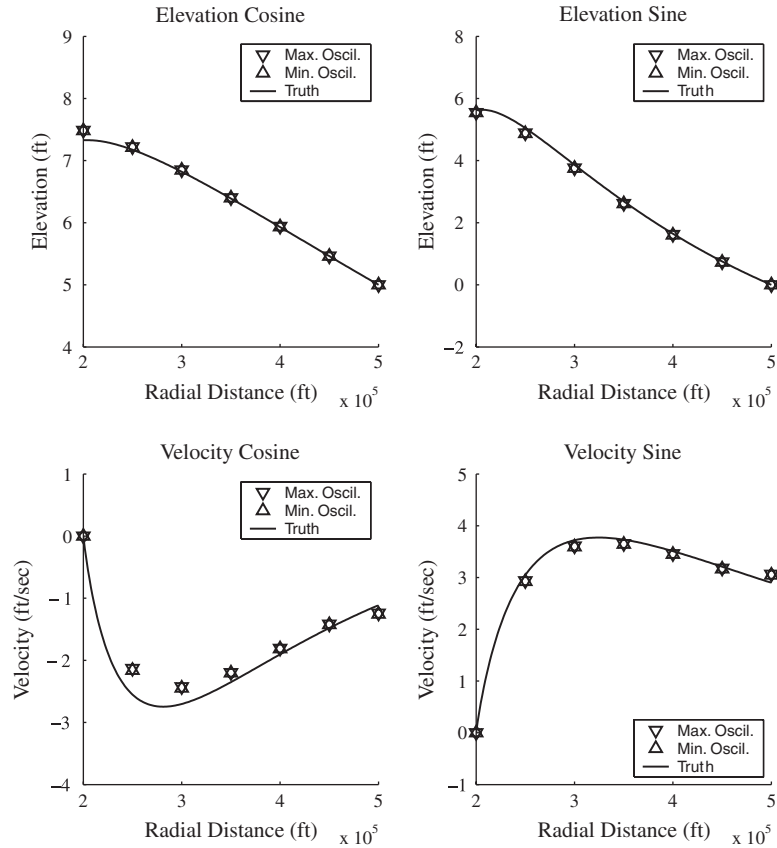 Elevation Cosine
9
8
7
6
5
4
Elevation (ft)
Max. Oscil.
Min. Oscil.
Truth
2
3
4
5
Radial Distance (ft)
x 10^5
Elevation Sine
8
6
4
2
0
−2
Elevation (ft)
Max. Oscil.
Min. Oscil.
Truth
2
3
4
5
Radial Distance (ft)
x 10^5
Velocity Cosine
1
0
−1
−2
−3
−4
Velocity (ft/sec)
Max. Oscil.
Min. Oscil.
Truth
2
3
4
5
Radial Distance (ft)
x 10^5
Velocity Sine
5
4
3
2
1
0
−1
Velocity (ft/sec)
Max. Oscil.
Min. Oscil.
Truth
2
3
4
5
Radial Distance (ft)
x 10^5